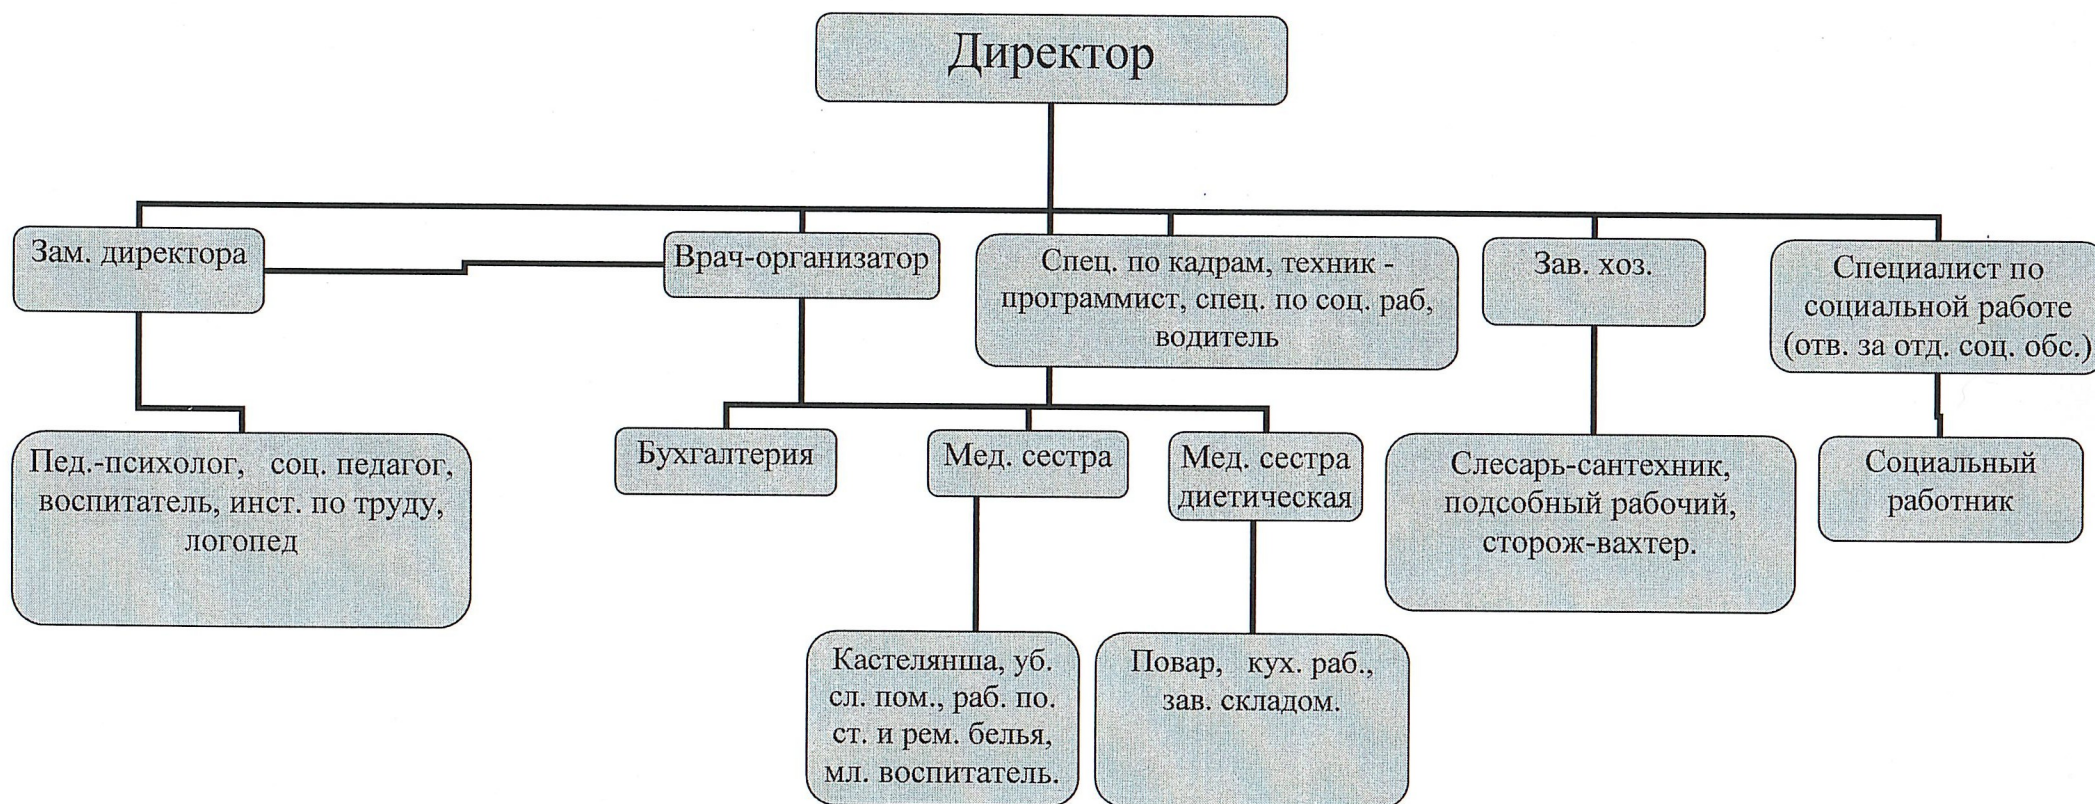 Директор
Зам. директора
Врач-организатор
Спец. по кадрам, техник -
программист, спец. по соц. раб,
водитель
Зав. хоз.
Специалист по
социальной работе
(отв. за отд. соц. обс.)
Пед.-психолог, соц. педагог,
воспитатель, инст. по труду,
логопед
Бухгалтерия
Мед. сестра
Мед. сестра
диетическая
Слесарь-сантехник,
подсобный рабочий,
сторож-вахтер.
Социальный
работник
Кастелянша, уб.
сл. пом., раб. по.
ст. и рем. белья,
мл. воспитатель.
Повар, кух. раб.,
зав. складом.